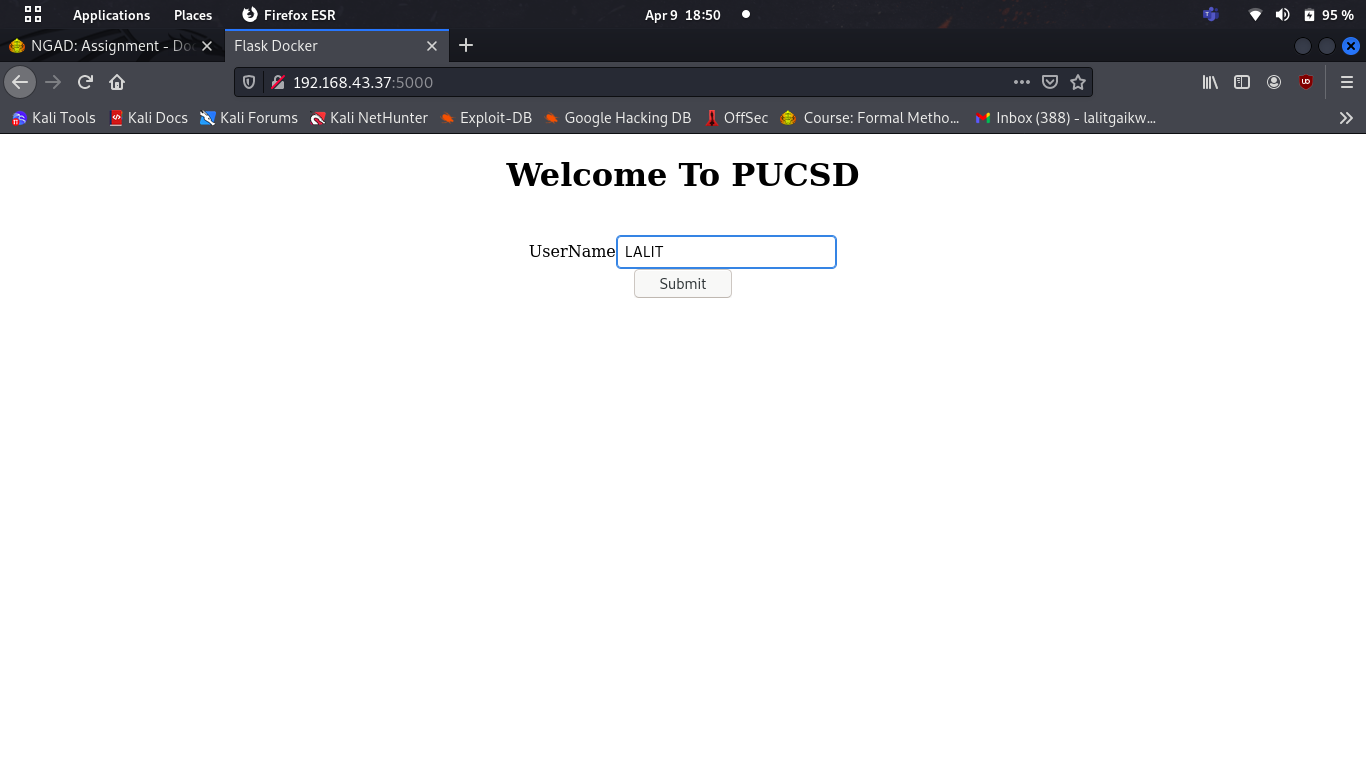 Applications Places Firefox ESR Apr 9 18:50 95 %
NGAD: Assignment - Do Flask Docker
192.168.43.37:5000
Kali Tools Kali Docs Kali Forums Kali NetHunter Exploit-DB Google Hacking DB OffSec Course: Formal Metho... Inbox (388) - lalitgaikw...
Welcome To PUCSD
UserName LALIT
Submit